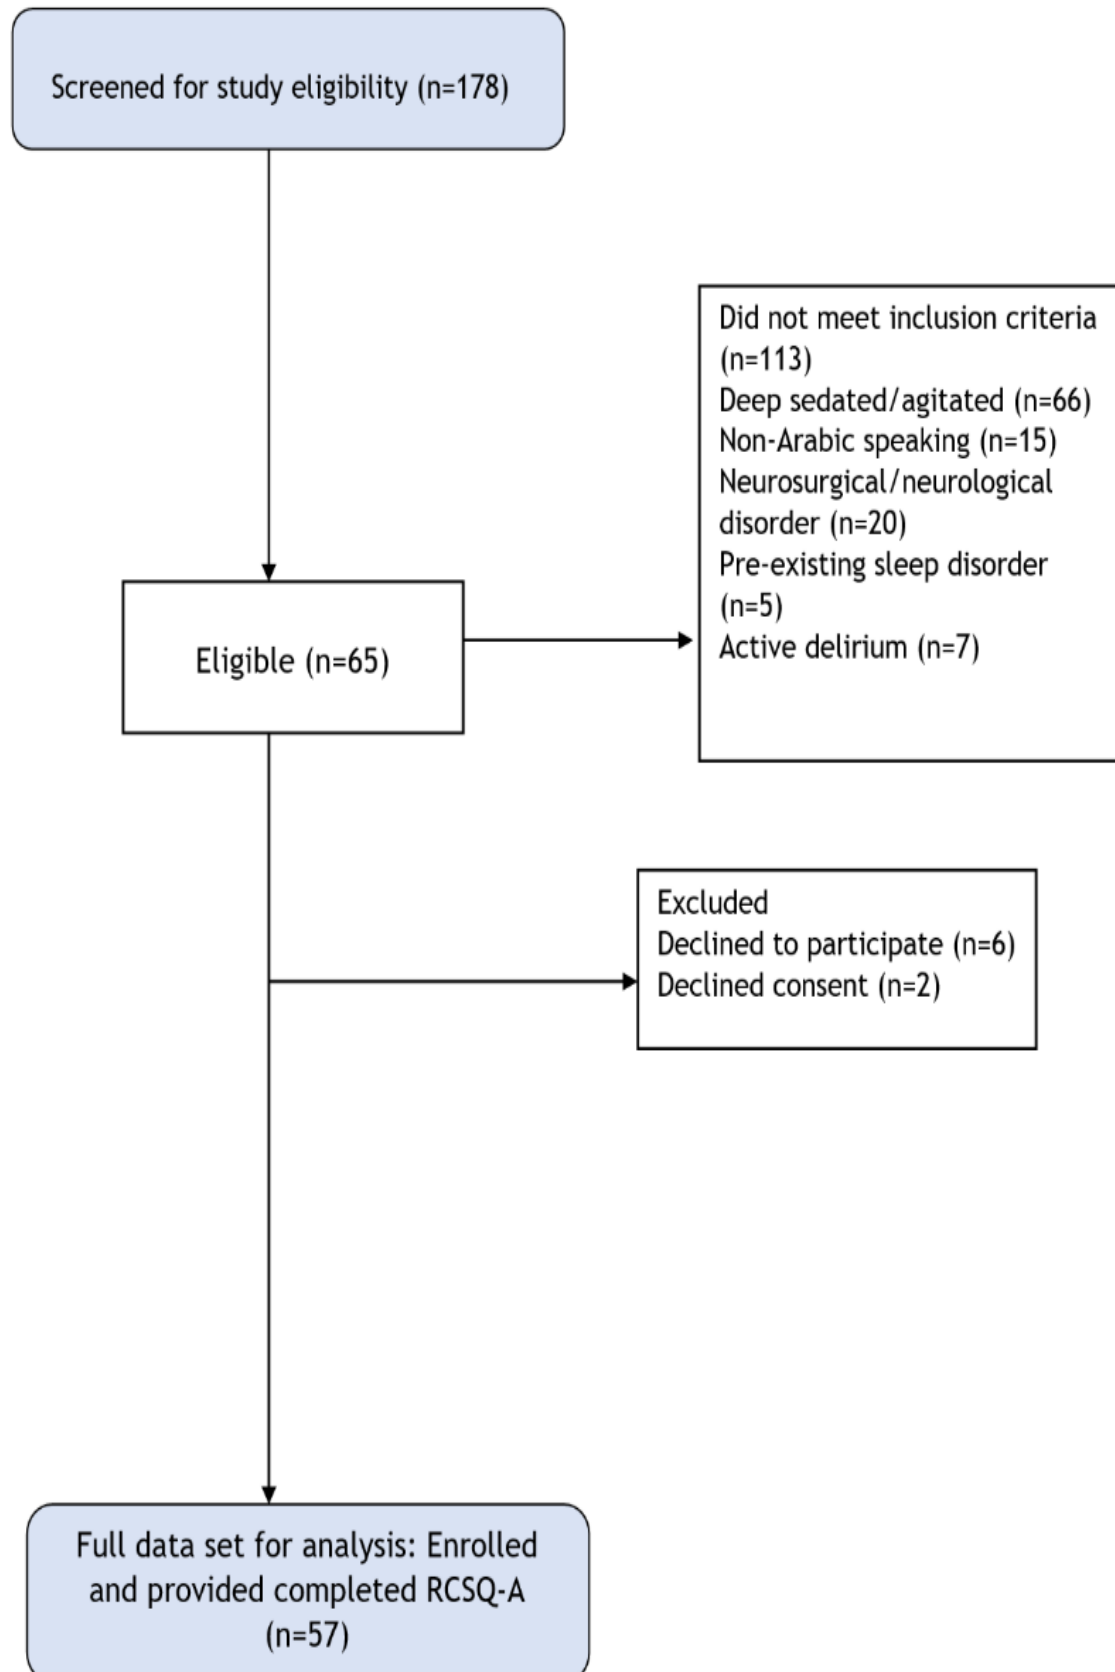 Screened for study eligibility (n=178)
Did not meet inclusion criteria
(n=113)
Deep sedated/agitated (n=66)
Non-Arabic speaking (n=15)
Neurosurgical/neurological
disorder (n=20)
Pre-existing sleep disorder
(n=5)
Active delirium (n=7)
Eligible (n=65)
Excluded
Declined to participate (n=6)
Declined consent (n=2)
Full data set for analysis: Enrolled
and provided completed RCSQ-A
(n=57)